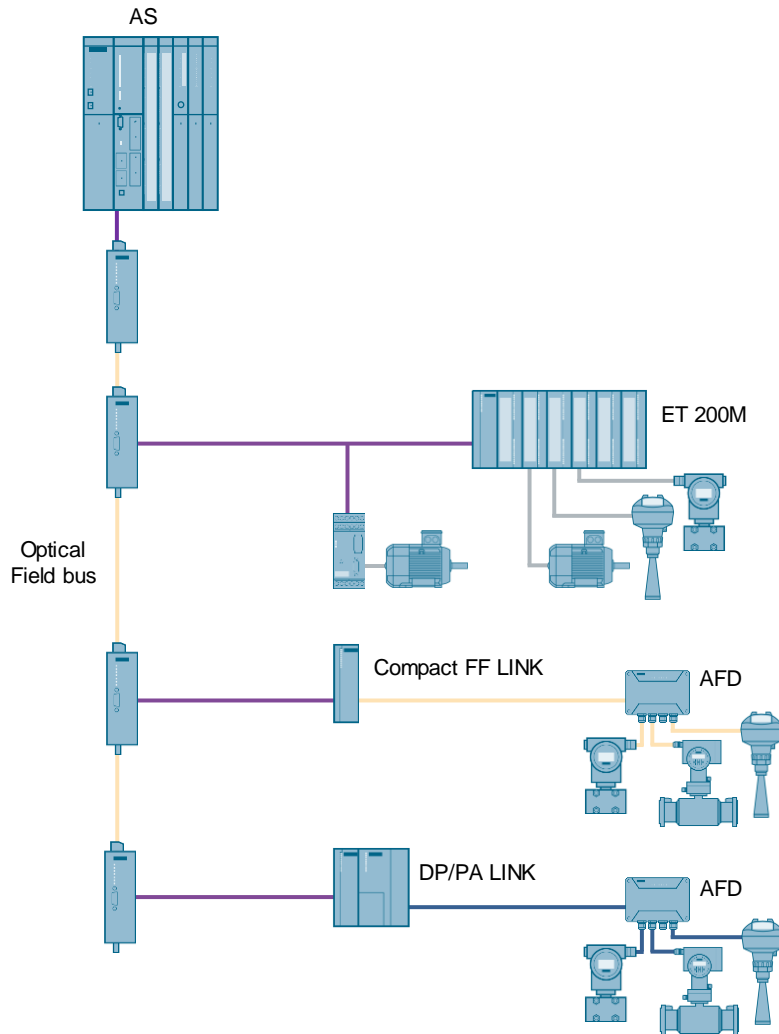 AS
ET 200M
Optical
Field bus
Compact FF LINK
AFD
DP/PA LINK
AFD